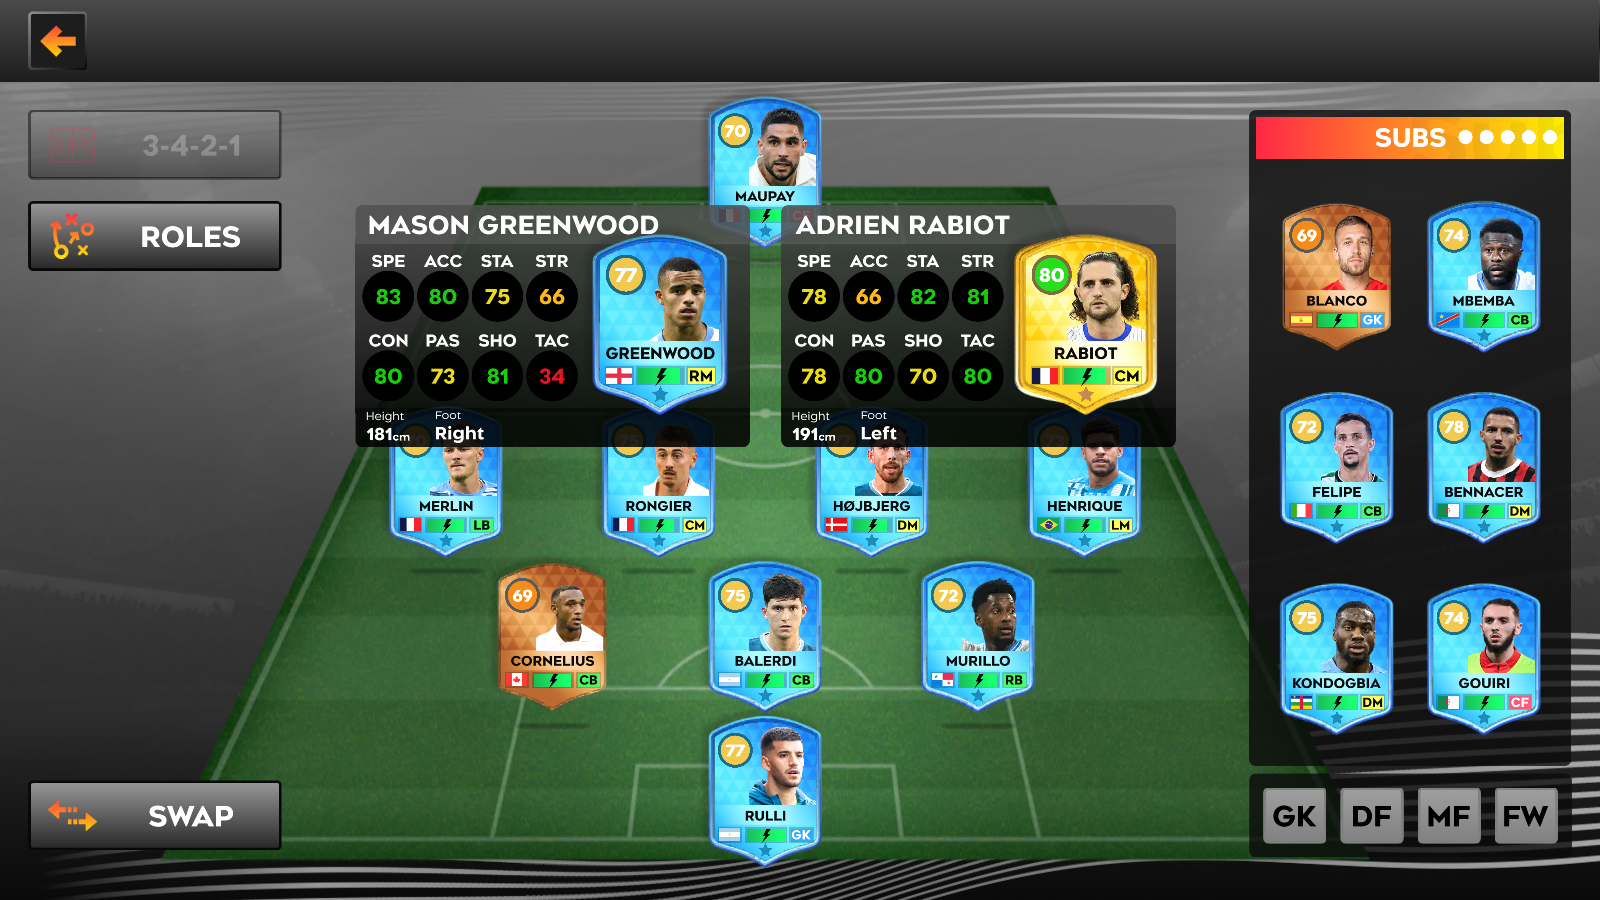 3-4-2-1
ROLES
SWAP
70
MAUPAY
MASON GREENWOOD
SPE ACC STA STR
83 80 75 66
CON PAS SHO TAC
80 73 81 34
Height Foot
181cm Right
77
GREENWOOD
RM
ADRIEN RABIOT
SPE ACC STA STR
78 66 82 81
CON PAS SHO TAC
78 80 70 80
Height Foot
191cm Left
80
RABIOT
CM
MERLIN
LB
RONGIER
CM
HØJBJERG
DM
HENRIQUE
LM
69
CORNELIUS
CB
75
BALERDI
CB
72
MURILLO
RB
77
RULLI
GK
SUBS
69
BLANCO
GK
74
MBEMBA
CB
72
FELIPE
CB
78
BENNACER
DM
75
KONDOGBIA
DM
74
GOUIRI
CF
GK DF MF FW